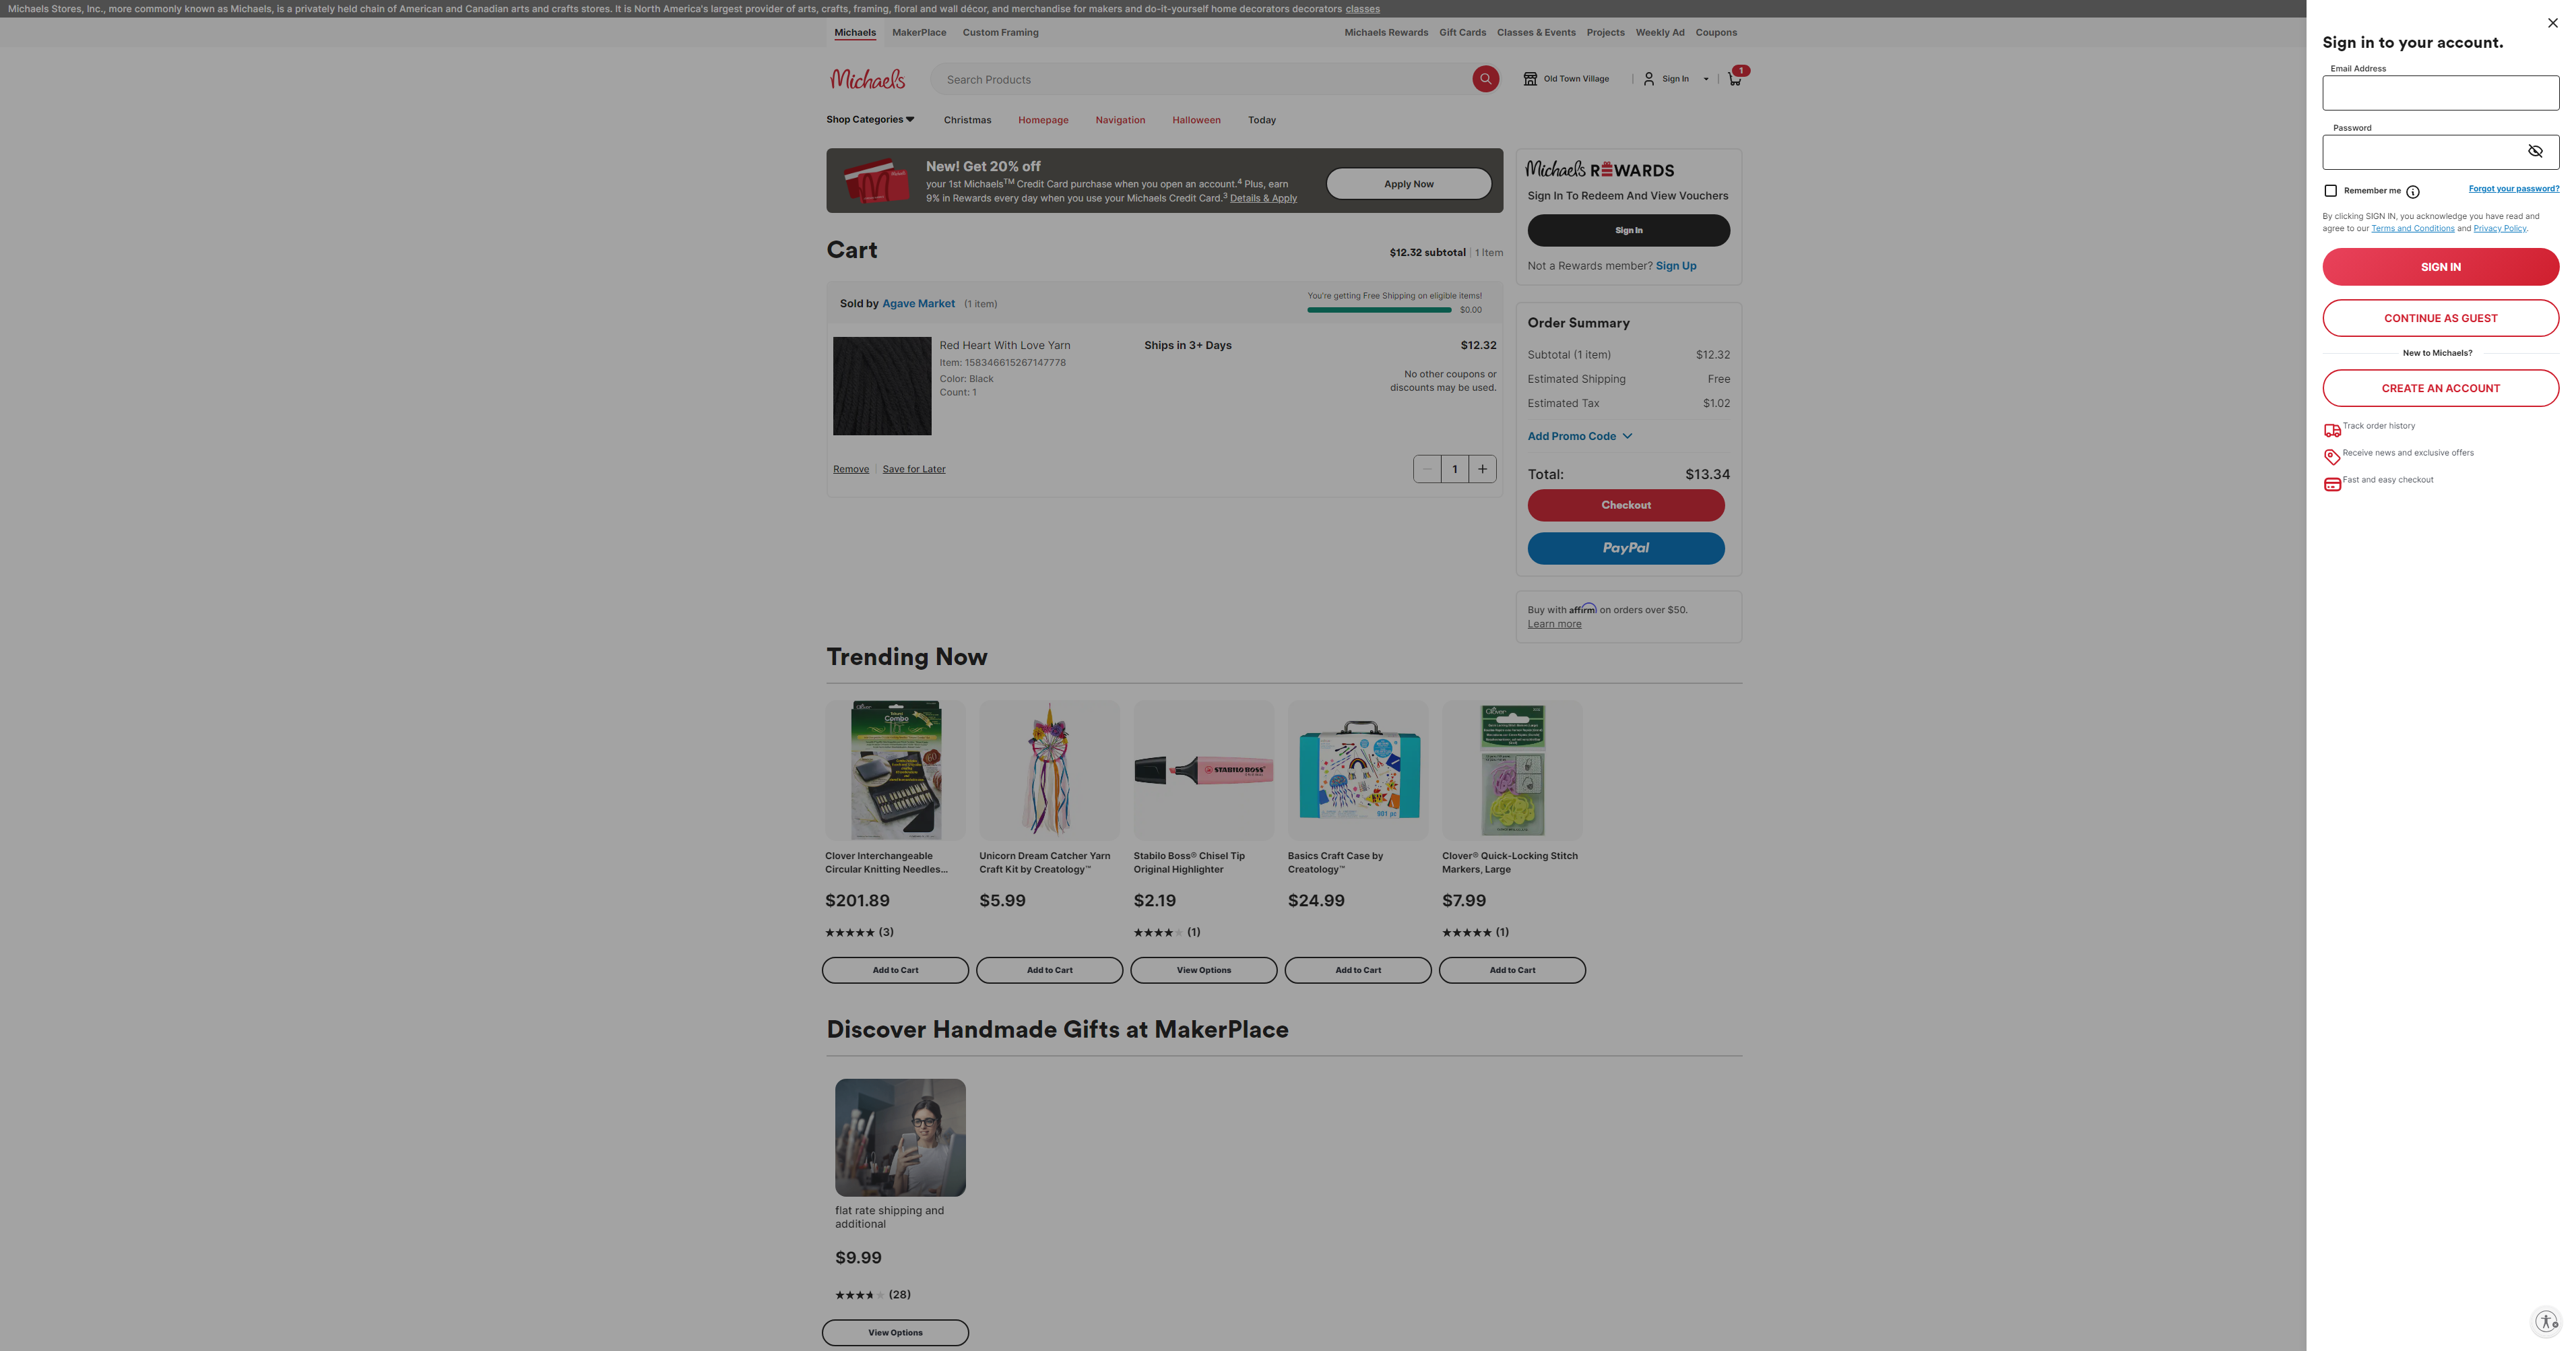 Michaels Stores, Inc., more commonly known as Michaels, is a privately held chain of American and Canadian arts and crafts stores. It is North America's largest provider of arts, crafts, framing, floral and wall décor, and merchandise for makers and do-it-yourself home decorators decorators classes
Michaels MakerPlace Custom Framing Michaels Rewards Gift Cards Classes & Events Projects Weekly Ad Coupons
Michaels Search Products Old Town Village | Sign In | 1
Shop Categories Christmas Homepage Navigation Halloween Today
New! Get 20% off
your 1st Michaels™ Credit Card purchase when you open an account.⁴ Plus, earn
9% in Rewards every day when you use your Michaels Credit Card.³ Details & Apply
Apply Now
Cart
$12.32 subtotal | 1 Item
Sold by Agave Market (1 item)
You're getting Free Shipping on eligible items!
$0.00
Red Heart With Love Yarn
Item: 158346615267147778
Color: Black
Count: 1
Ships in 3+ Days
$12.32
No other coupons or
discounts may be used.
Remove | Save for Later
1
Michaels REWARDS
Sign In To Redeem And View Vouchers
Sign In
Not a Rewards member? Sign Up
Order Summary
Subtotal (1 item) $12.32
Estimated Shipping Free
Estimated Tax $1.02
Add Promo Code
Total: $13.34
Checkout
PayPal
Buy with affirm on orders over $50.
Learn more
Trending Now
Clover Interchangeable
Circular Knitting Needles...
$201.89
(3)
Add to Cart
Unicorn Dream Catcher Yarn
Craft Kit by Creatology™
$5.99
Add to Cart
STABILO BOSS
Stabilo Boss® Chisel Tip
Original Highlighter
$2.19
(1)
View Options
Basics Craft Case by
Creatology™
$24.99
Add to Cart
Clover® Quick-Locking Stitch
Markers, Large
$7.99
(1)
Add to Cart
Discover Handmade Gifts at MakerPlace
flat rate shipping and
additional
$9.99
(28)
View Options
Sign in to your account.
Email Address
Password
Remember me
Forgot your password?
By clicking SIGN IN, you acknowledge you have read and
agree to our Terms and Conditions and Privacy Policy.
SIGN IN
CONTINUE AS GUEST
New to Michaels?
CREATE AN ACCOUNT
Track order history
Receive news and exclusive offers
Fast and easy checkout